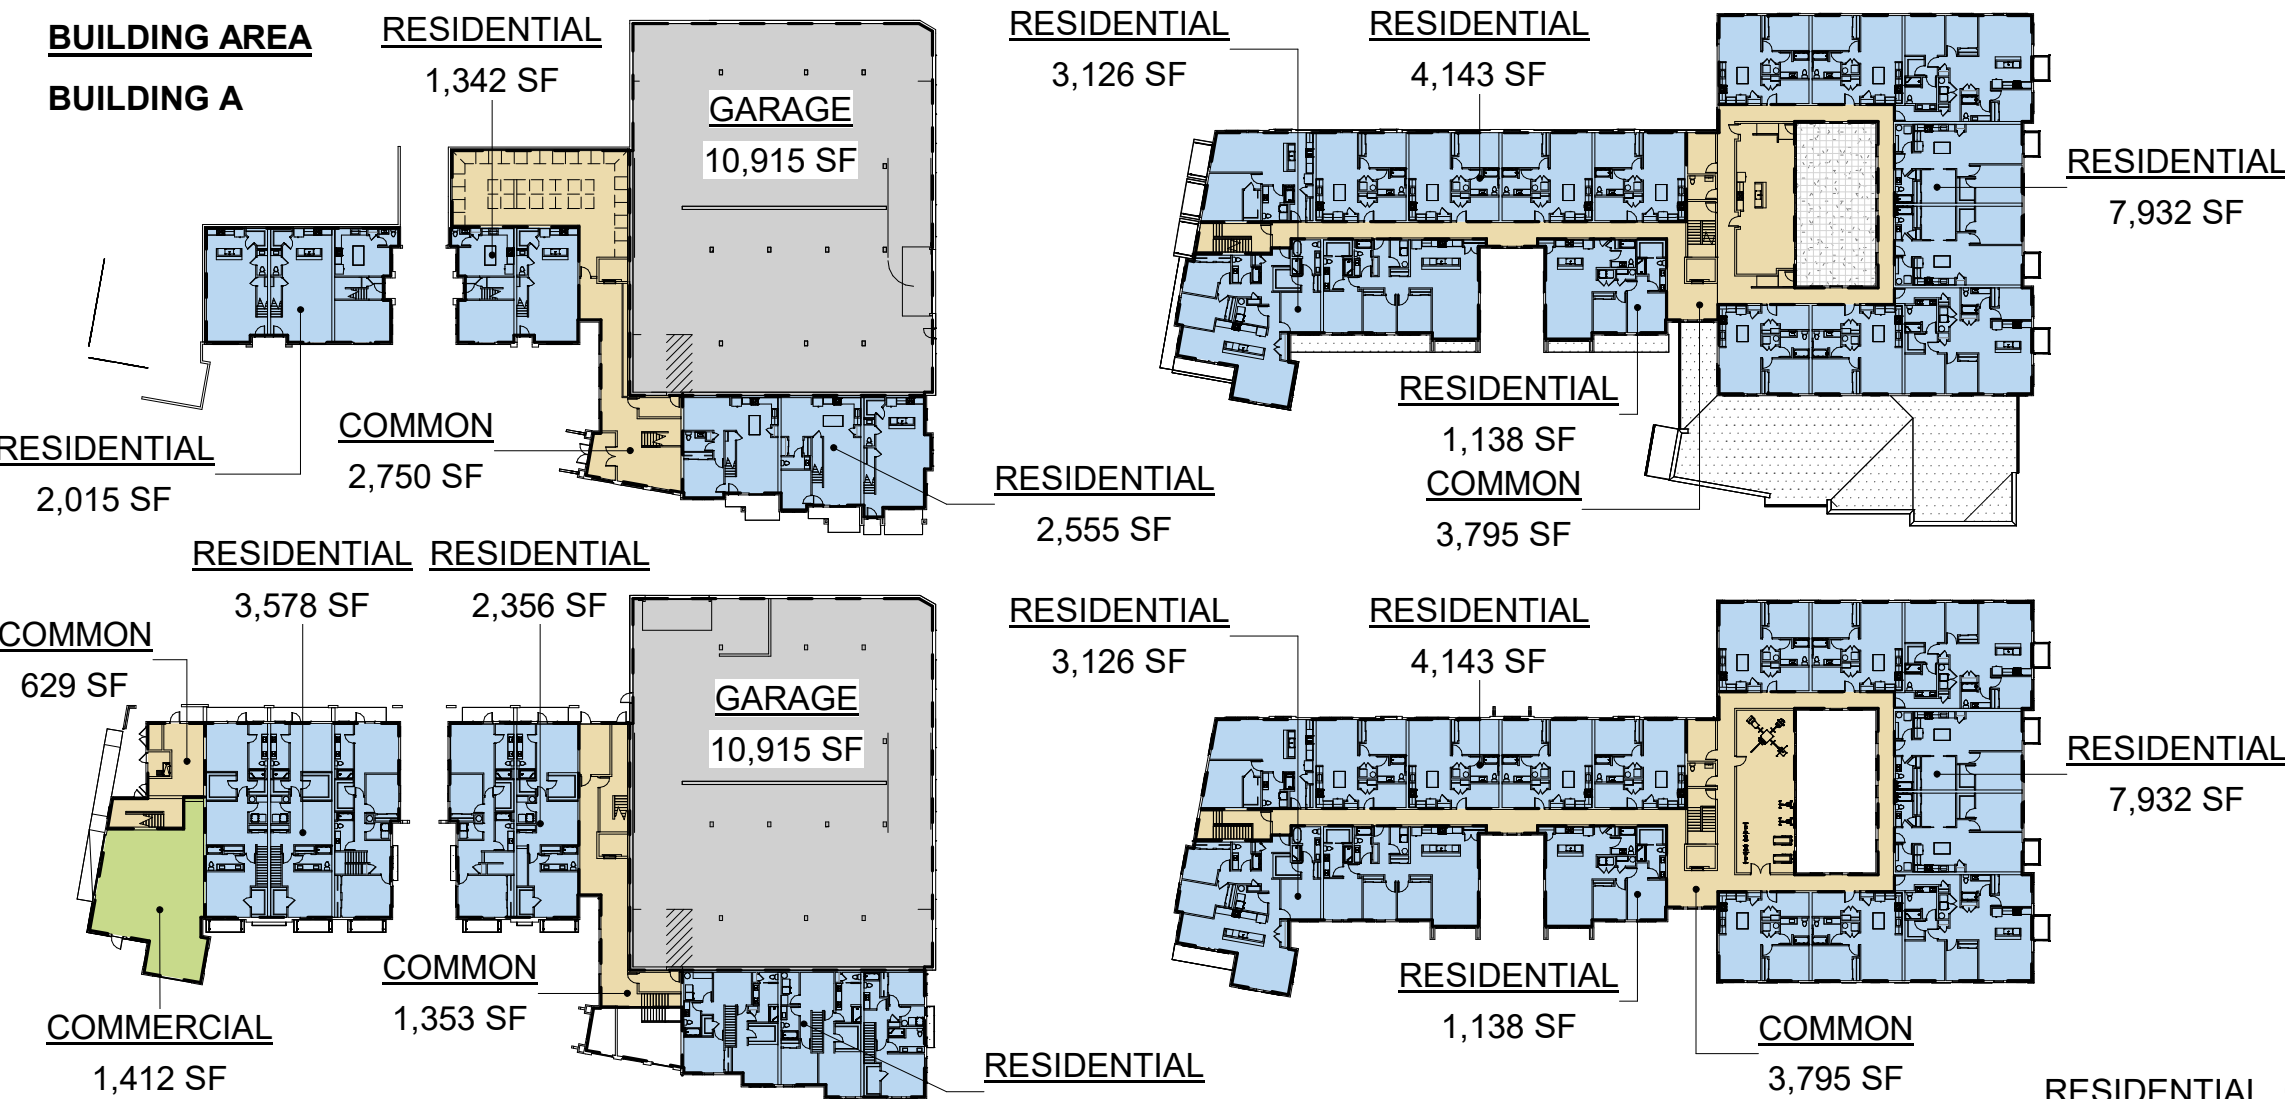 BUILDING AREA
BUILDING A
RESIDENTIAL
1,342 SF
GARAGE
10,915 SF
RESIDENTIAL
2,015 SF
COMMON
2,750 SF
RESIDENTIAL
2,555 SF
RESIDENTIAL
3,126 SF
RESIDENTIAL
4,143 SF
RESIDENTIAL
7,932 SF
RESIDENTIAL
1,138 SF
COMMON
3,795 SF
RESIDENTIAL
3,578 SF
RESIDENTIAL
2,356 SF
COMMON
629 SF
GARAGE
10,915 SF
COMMON
1,353 SF
COMMERCIAL
1,412 SF
RESIDENTIAL
RESIDENTIAL
3,126 SF
RESIDENTIAL
4,143 SF
RESIDENTIAL
7,932 SF
RESIDENTIAL
1,138 SF
COMMON
3,795 SF
RESIDENTIAL